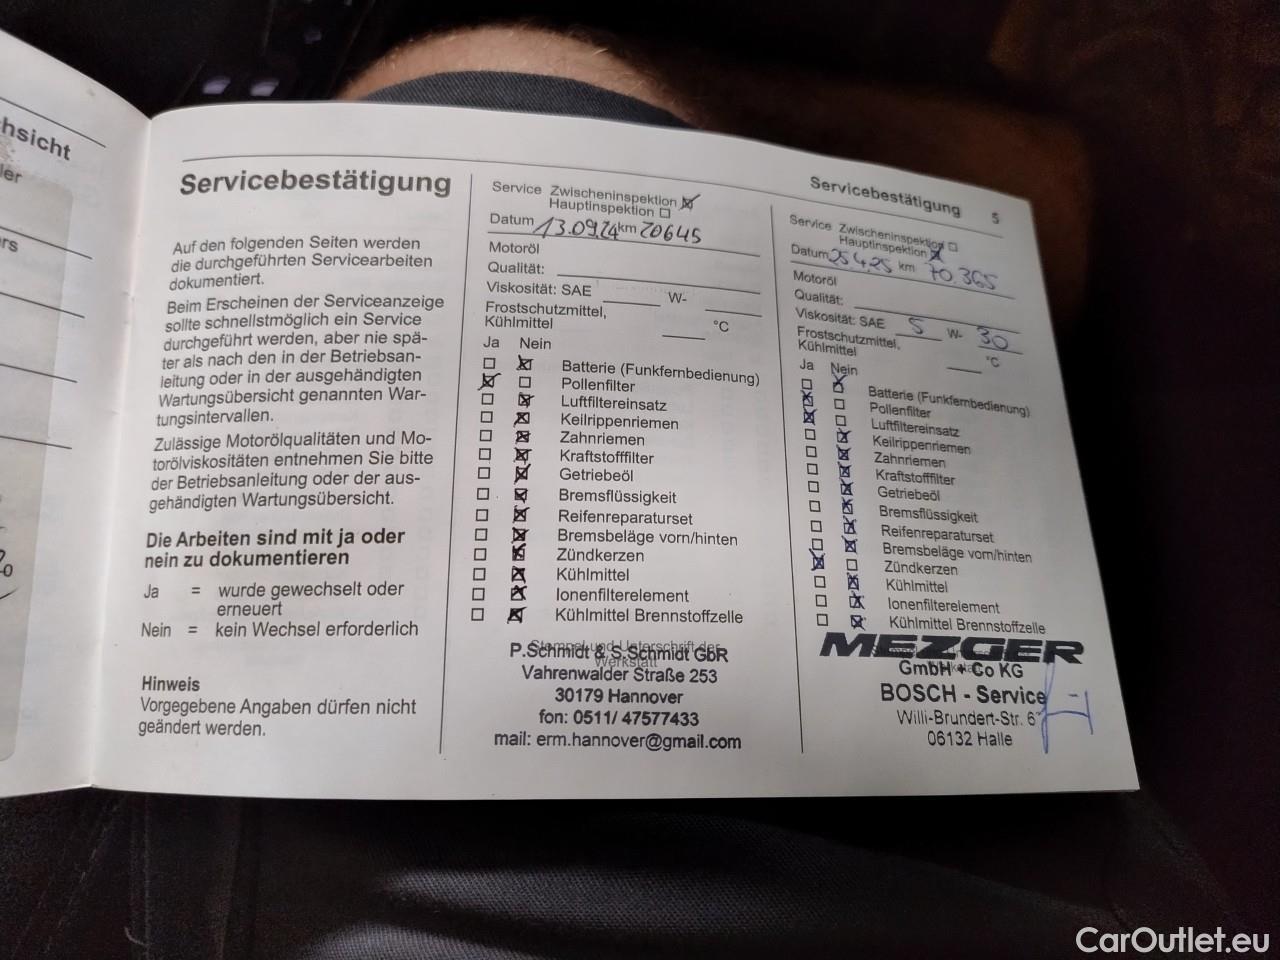 hsicht
ler
rs
Servicebestätigung
Auf den folgenden Seiten werden
die durchgeführten Servicearbeiten
dokumentiert.
Beim Erscheinen der Serviceanzeige
sollte schnellstmöglich ein Service
durchgeführt werden, aber nie spä-
ter als nach den in der Betriebsan-
leitung oder in der ausgehändigten
Wartungsübersicht genannten War-
tungsintervallen.
Zulässige Motorölqualitäten und Mo-
torölviskositäten entnehmen Sie bitte
der Betriebsanleitung oder der aus-
gehändigten Wartungsübersicht.
Die Arbeiten sind mit ja oder
nein zu dokumentieren
Ja = wurde gewechselt oder
erneuert
Nein = kein Wechsel erforderlich
Hinweis
Vorgegebene Angaben dürfen nicht
geändert werden.
Service Zwischeninspektion
Hauptinspektion
Datum 13.09.24 km 20645
Motoröl
Qualität:
Viskosität: SAE W-
Frostschutzmittel,
Kühlmittel °C
Ja Nein
Batterie (Funkfernbedienung)
Pollenfilter
Luftfiltereinsatz
Keilrippenriemen
Zahnriemen
Kraftstofffilter
Getriebeöl
Bremsflüssigkeit
Reifenreparaturset
Bremsbeläge vorn/hinten
Zündkerzen
Kühlmittel
Ionenfilterelement
Kühlmittel Brennstoffzelle
Stempel und Unterschrift der
Werkstatt
P.Schmidt & S.Schmidt GbR
Vahrenwalder Straße 253
30179 Hannover
fon: 0511/ 47577433
mail: erm.hannover@gmail.com
Servicebestätigung 5
Service Zwischeninspektion
Hauptinspektion
Datum 25.4.25 km 70.365
Motoröl
Qualität:
Viskosität: SAE 5 W- 30
Frostschutzmittel,
Kühlmittel °C
Ja Nein
Batterie (Funkfernbedienung)
Pollenfilter
Luftfiltereinsatz
Keilrippenriemen
Zahnriemen
Kraftstofffilter
Getriebeöl
Bremsflüssigkeit
Reifenreparaturset
Bremsbeläge vorn/hinten
Zündkerzen
Kühlmittel
Ionenfilterelement
Kühlmittel Brennstoffzelle
MEZGER
GmbH + Co KG
BOSCH - Service
Willi-Brundert-Str. 6
06132 Halle
CarOutlet.eu